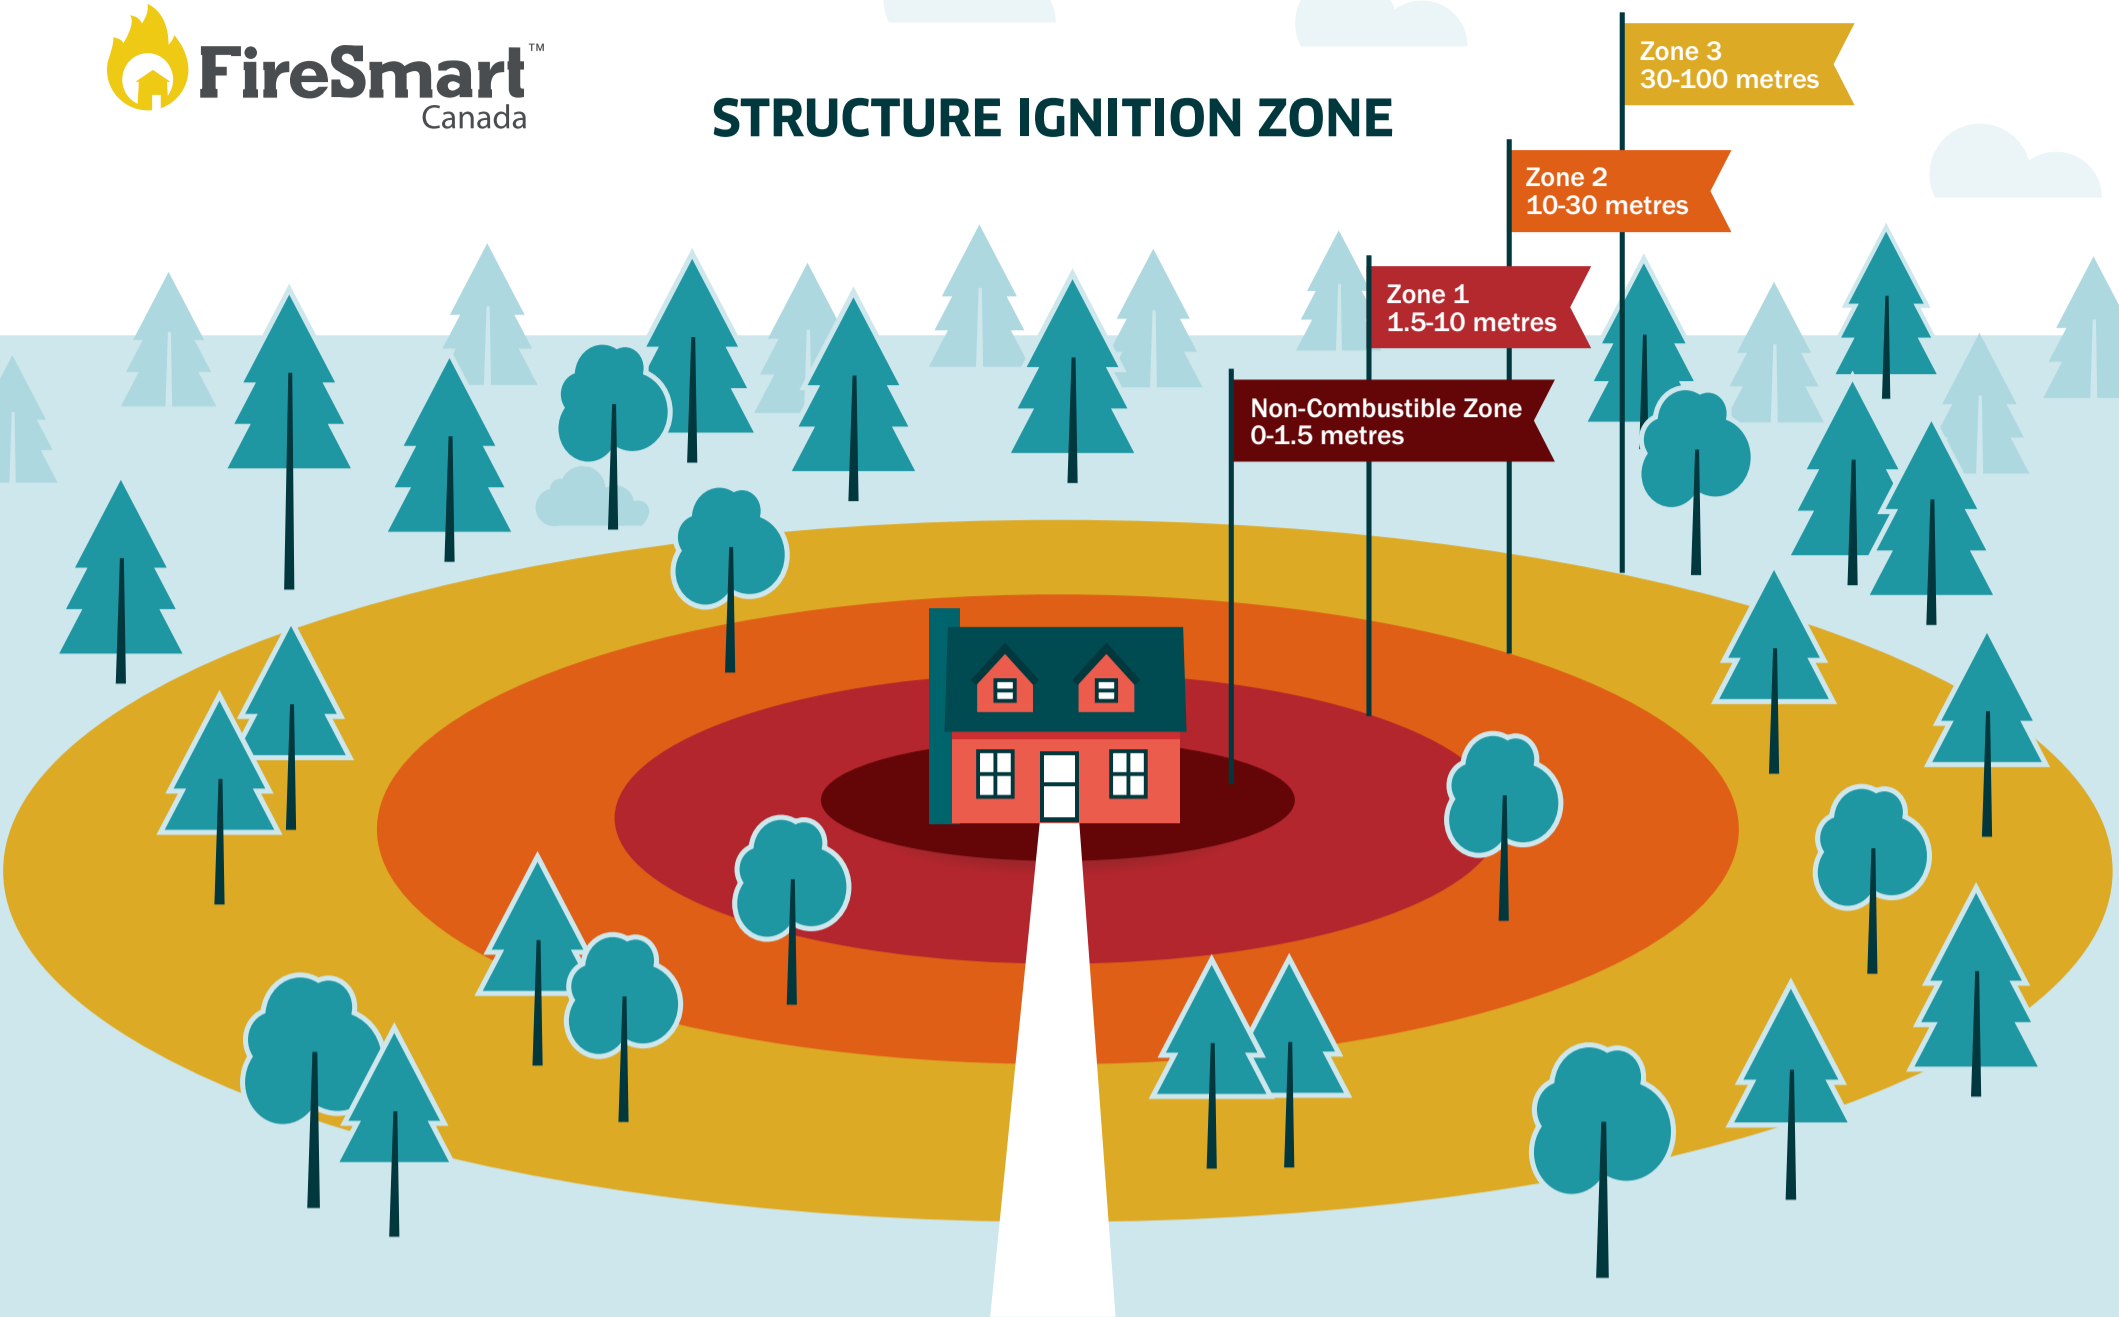 FireSmart™
Canada
STRUCTURE IGNITION ZONE
Zone 3
30-100 metres
Zone 2
10-30 metres
Zone 1
1.5-10 metres
Non-Combustible Zone
0-1.5 metres